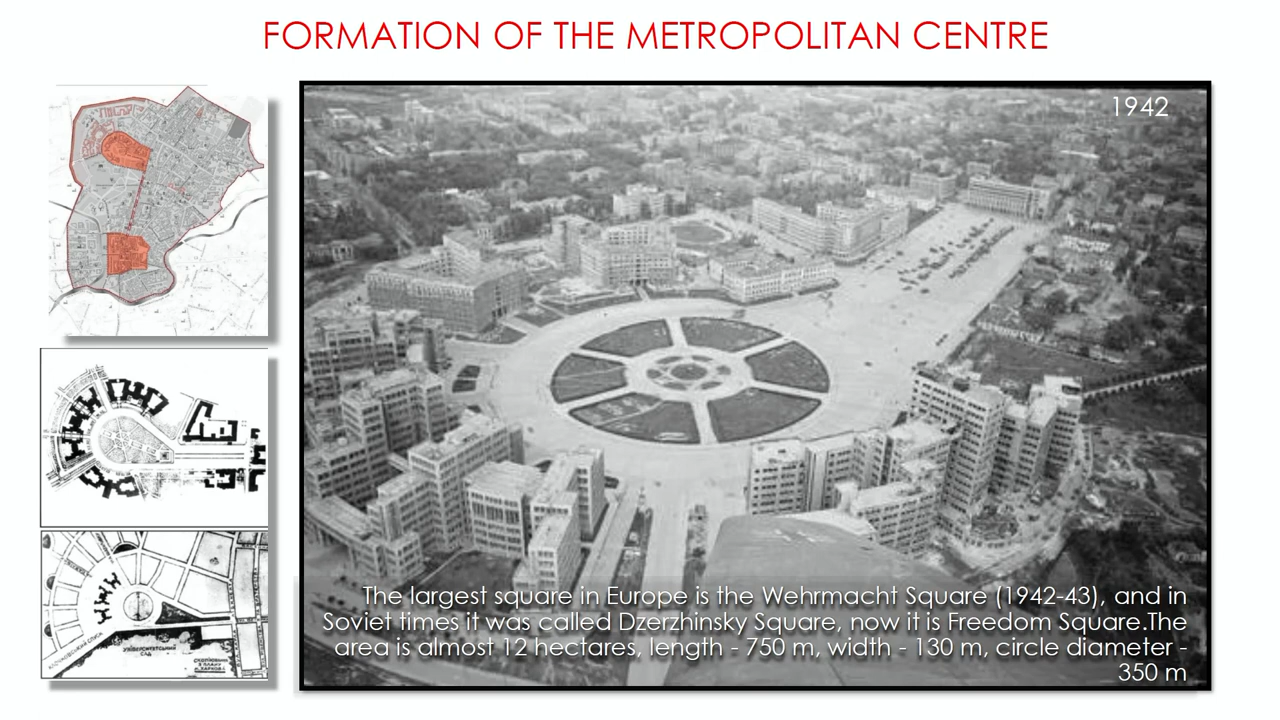 FORMATION OF THE METROPOLITAN CENTRE
1942
The largest square in Europe is the Wehrmacht Square (1942-43), and in
Soviet times it was called Dzerzhinsky Square, now it is Freedom Square.The
area is almost 12 hectares, length - 750 m, width - 130 m, circle diameter -
350 m
УНІВЕРСИТЕТСЬКИЙ
САД